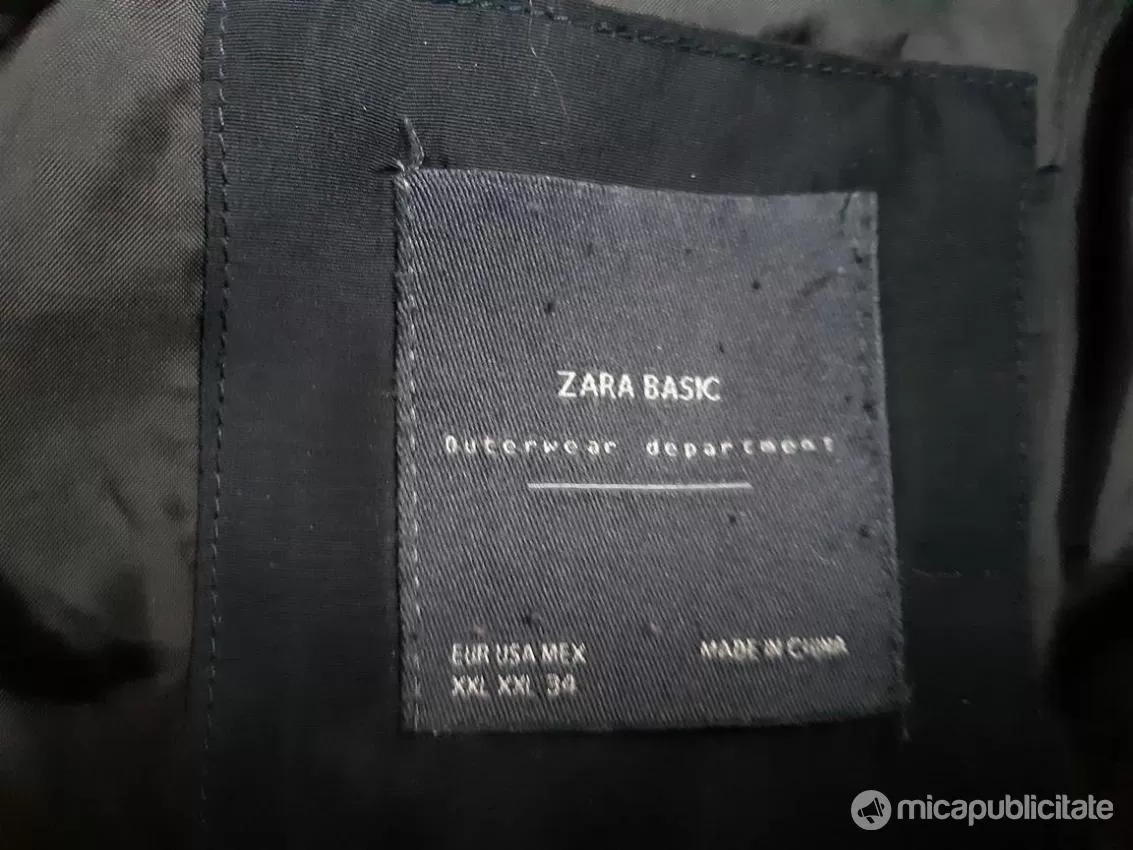 ZARA BASIC
Outerwear department
EUR USA MEX
XXL XXL 34
MADE IN CHINA
micapublicitate